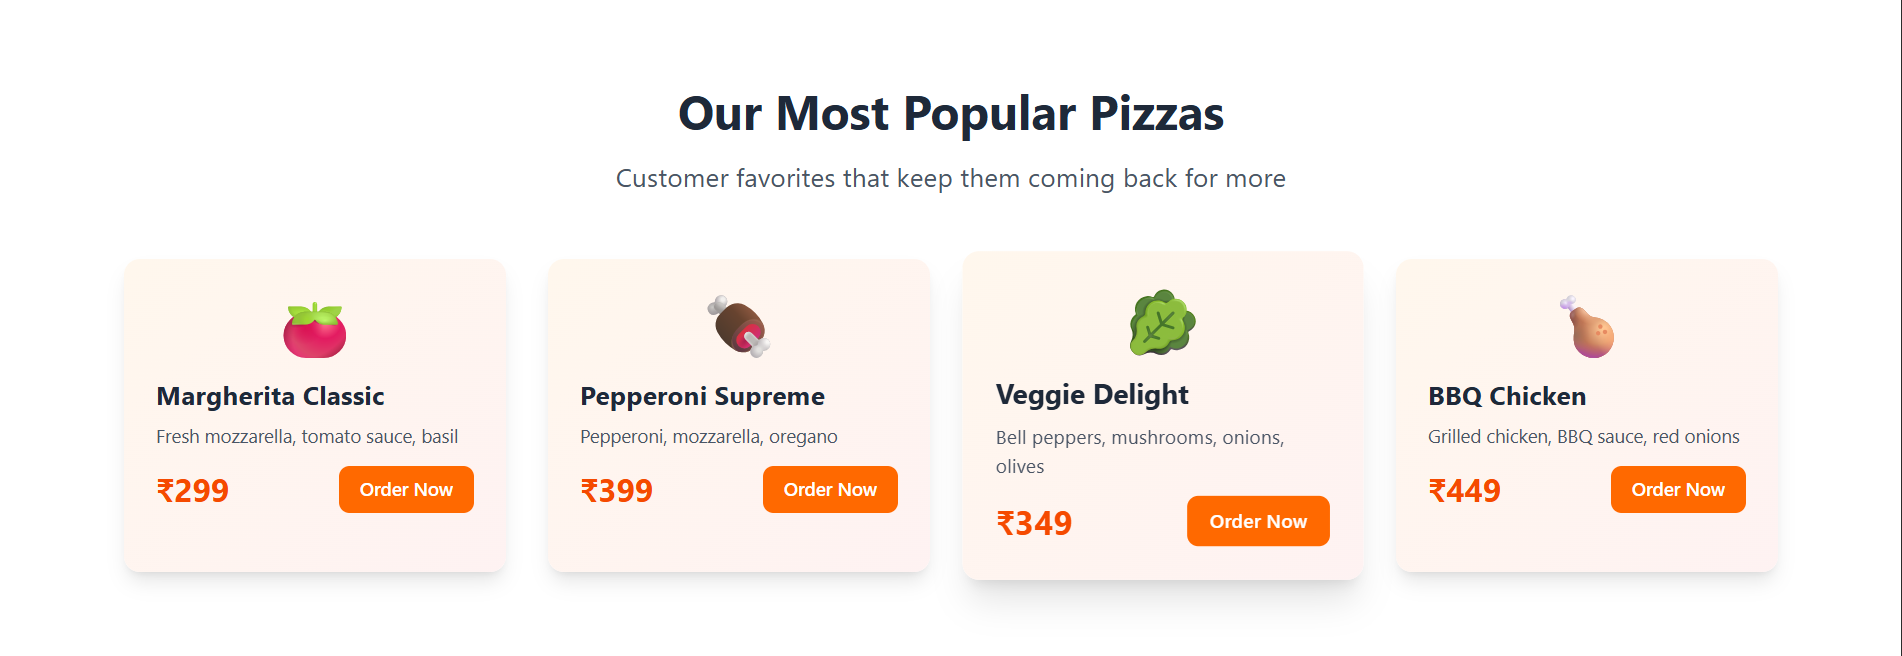 Our Most Popular Pizzas
Customer favorites that keep them coming back for more
Margherita Classic
Fresh mozzarella, tomato sauce, basil
₹299
Order Now
Pepperoni Supreme
Pepperoni, mozzarella, oregano
₹399
Order Now
Veggie Delight
Bell peppers, mushrooms, onions,
olives
₹349
Order Now
BBQ Chicken
Grilled chicken, BBQ sauce, red onions
₹449
Order Now